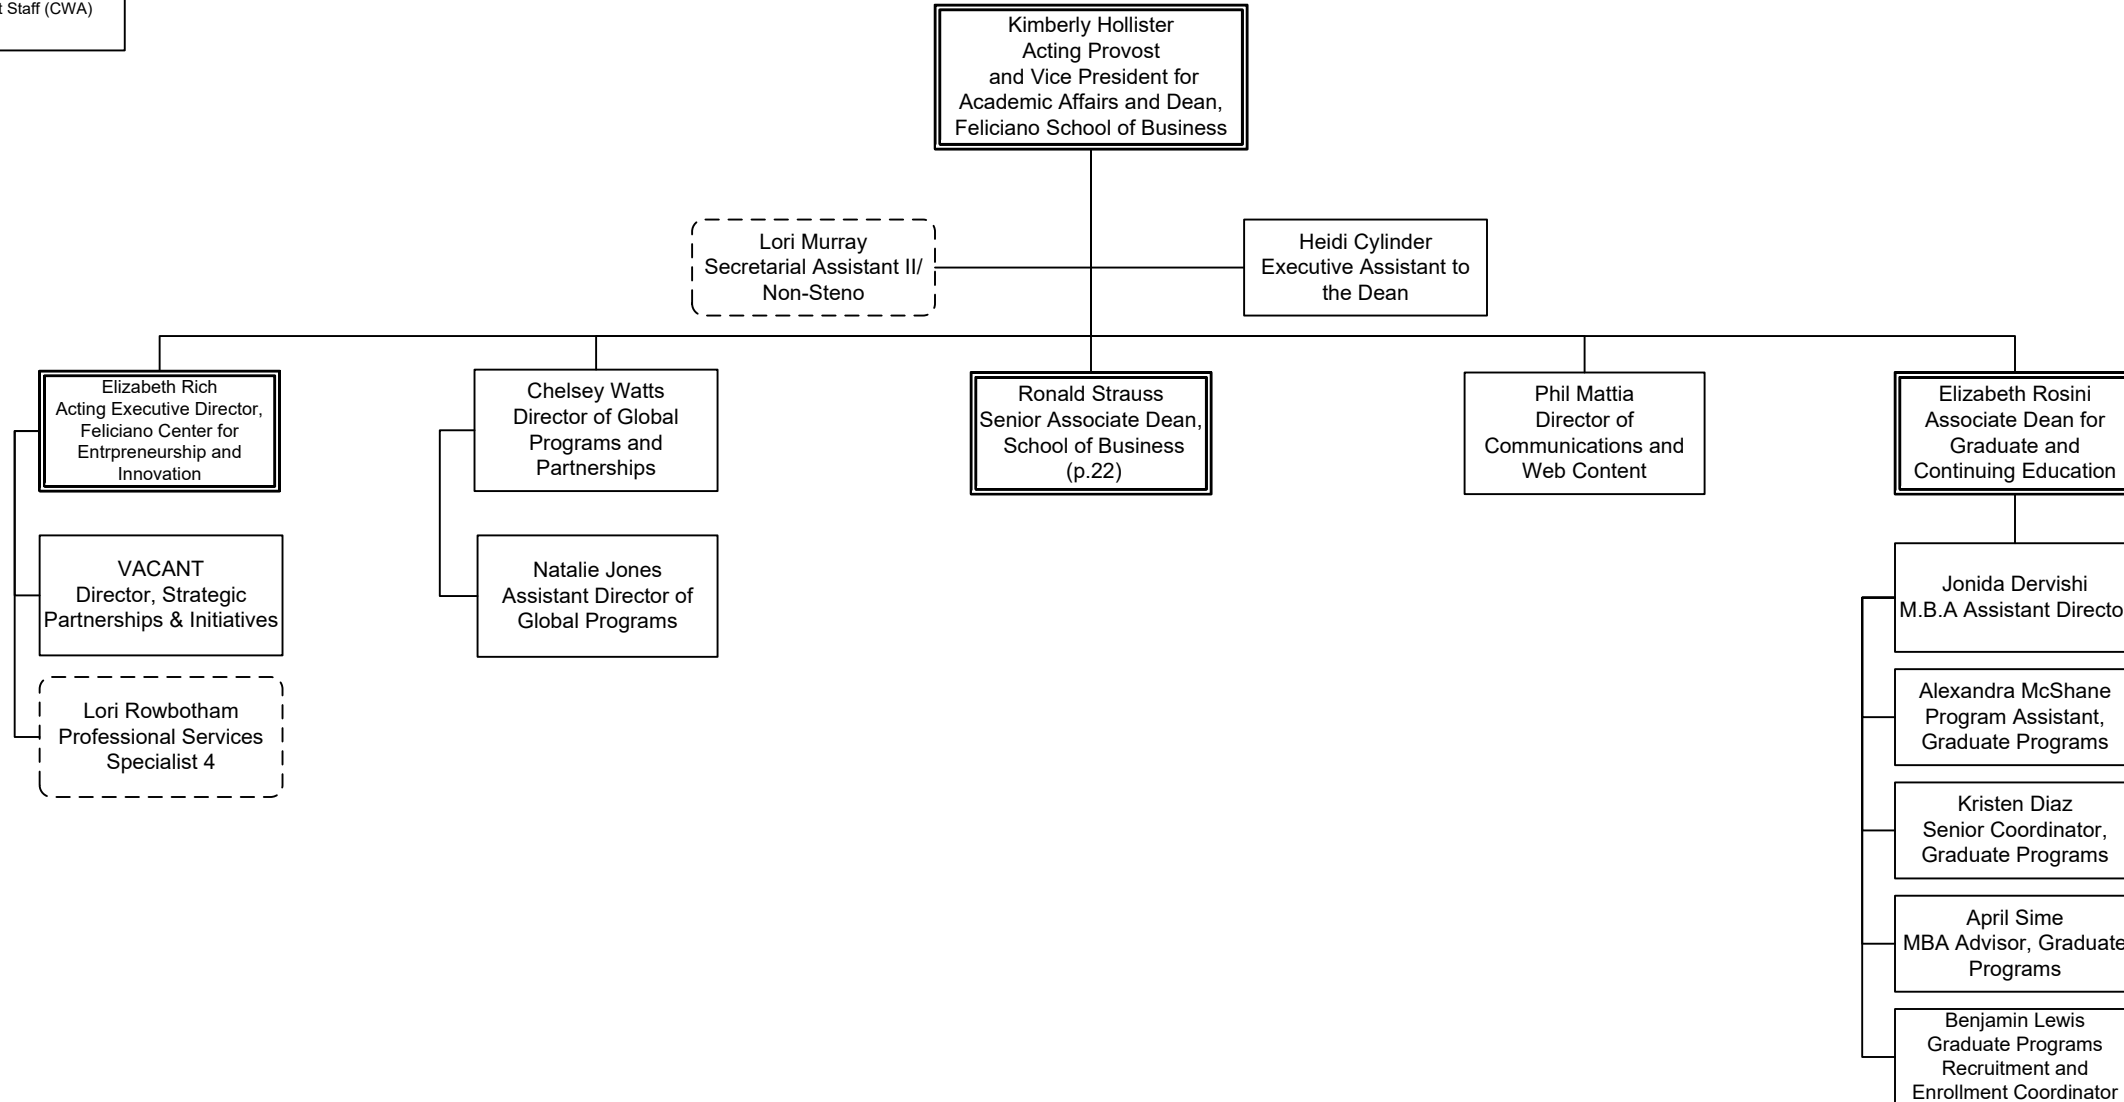 t Staff (CWA)
Kimberly Hollister
Acting Provost
and Vice President for
Academic Affairs and Dean,
Feliciano School of Business
Lori Murray
Secretarial Assistant II/
Non-Steno
Heidi Cylinder
Executive Assistant to
the Dean
Elizabeth Rich
Acting Executive Director,
Feliciano Center for
Entrpreneurship and
Innovation
Chelsey Watts
Director of Global
Programs and
Partnerships
Ronald Strauss
Senior Associate Dean,
School of Business
(p.22)
Phil Mattia
Director of
Communications and
Web Content
Elizabeth Rosini
Associate Dean for
Graduate and
Continuing Education
VACANT
Director, Strategic
Partnerships & Initiatives
Natalie Jones
Assistant Director of
Global Programs
Jonida Dervishi
M.B.A Assistant Directo
Lori Rowbotham
Professional Services
Specialist 4
Alexandra McShane
Program Assistant,
Graduate Programs
Kristen Diaz
Senior Coordinator,
Graduate Programs
April Sime
MBA Advisor, Graduate
Programs
Benjamin Lewis
Graduate Programs
Recruitment and
Enrollment Coordinator